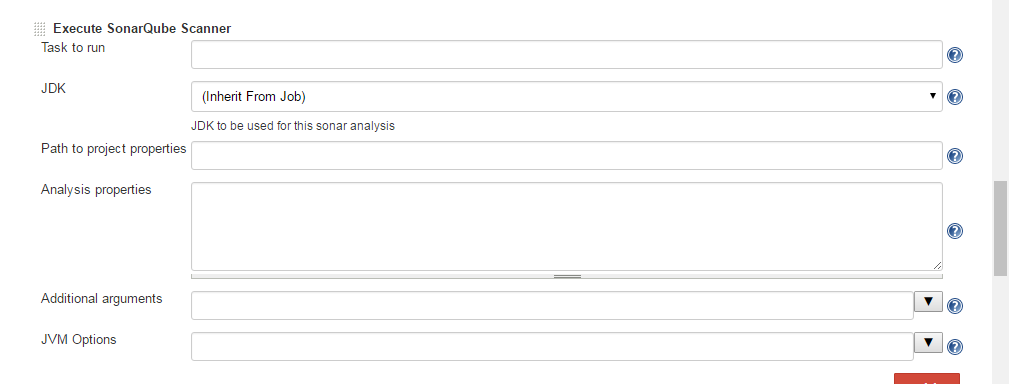 Execute SonarQube Scanner
Task to run
JDK
(Inherit From Job)
JDK to be used for this sonar analysis
Path to project properties
Analysis properties
Additional arguments
JVM Options